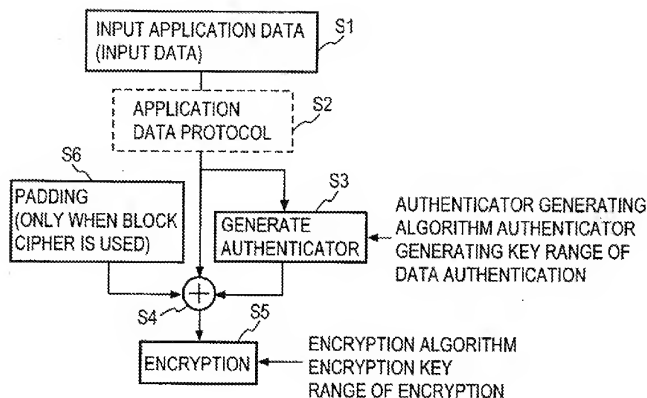 INPUT APPLICATION DATA
(INPUT DATA)
S1
APPLICATION
DATA PROTOCOL
S2
S6
PADDING
(ONLY WHEN BLOCK
CIPHER IS USED)
S3
GENERATE
AUTHENTICATOR
AUTHENTICATOR GENERATING
ALGORITHM AUTHENTICATOR
GENERATING KEY RANGE OF
DATA AUTHENTICATION
S4
S5
ENCRYPTION
ENCRYPTION ALGORITHM
ENCRYPTION KEY
RANGE OF ENCRYPTION